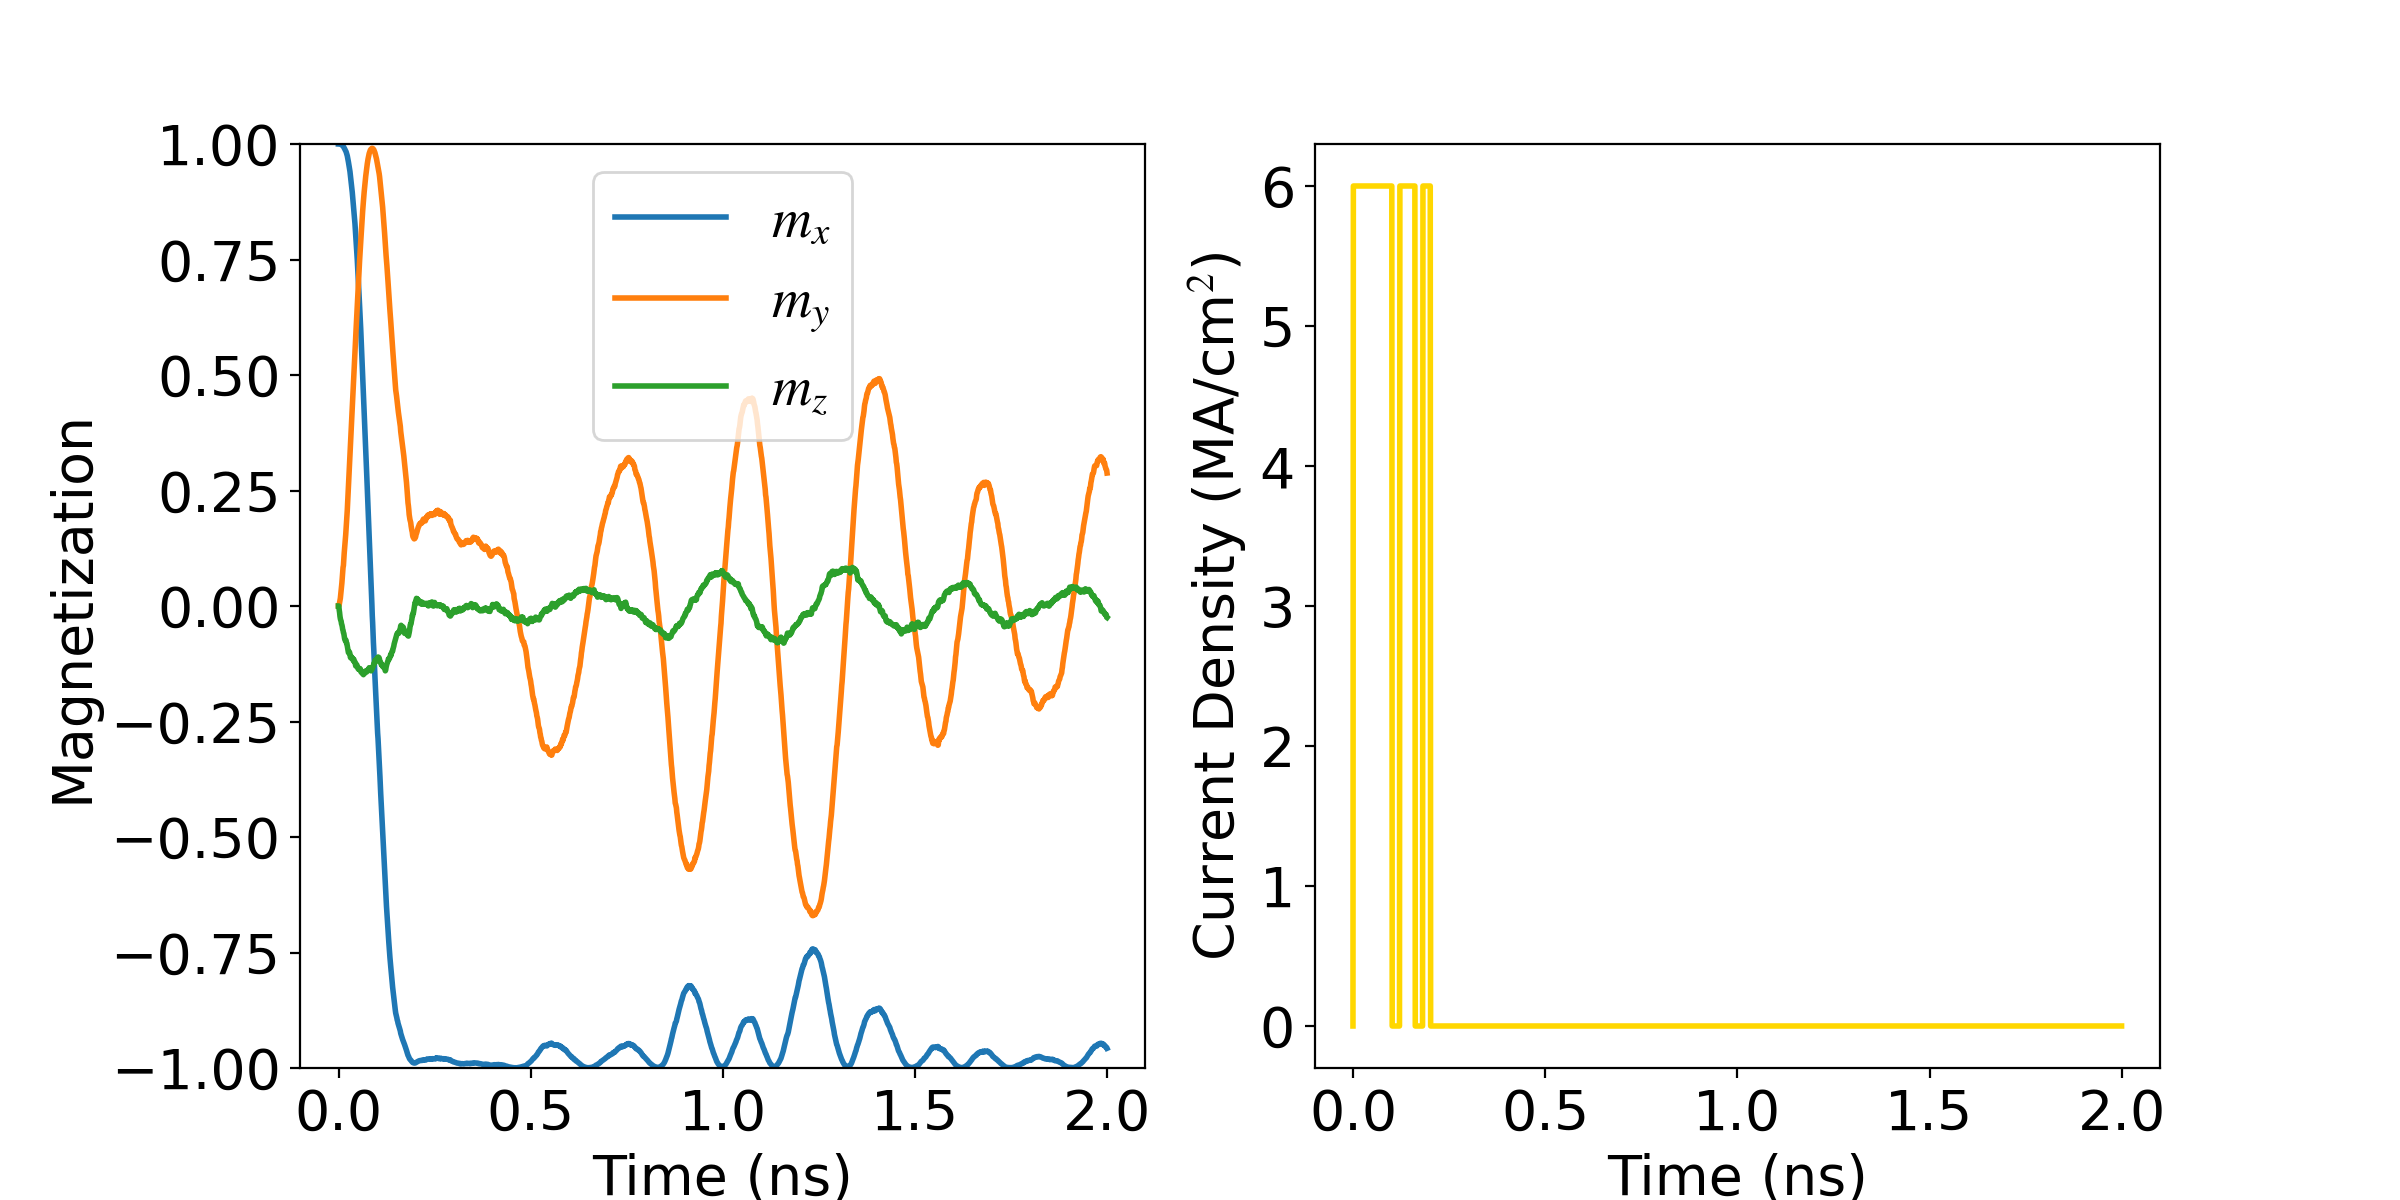 1.00
0.75
0.50
0.25
0.00
−0.25
−0.50
−0.75
−1.00
Magnetization
0.0 0.5 1.0 1.5 2.0
Time (ns)
m_x
m_y
m_z
6
5
4
3
2
1
0
Current Density (MA/cm²)
0.0 0.5 1.0 1.5 2.0
Time (ns)